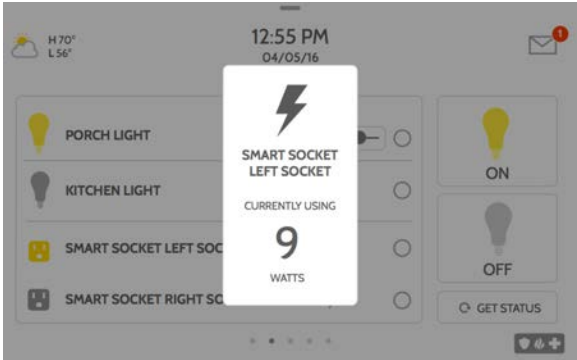 H 70°
L 56°
12:55 PM
04/05/16
1
PORCH LIGHT
KITCHEN LIGHT
SMART SOCKET LEFT SOC
SMART SOCKET RIGHT SO
SMART SOCKET
LEFT SOCKET
CURRENTLY USING
9
WATTS
ON
OFF
GET STATUS